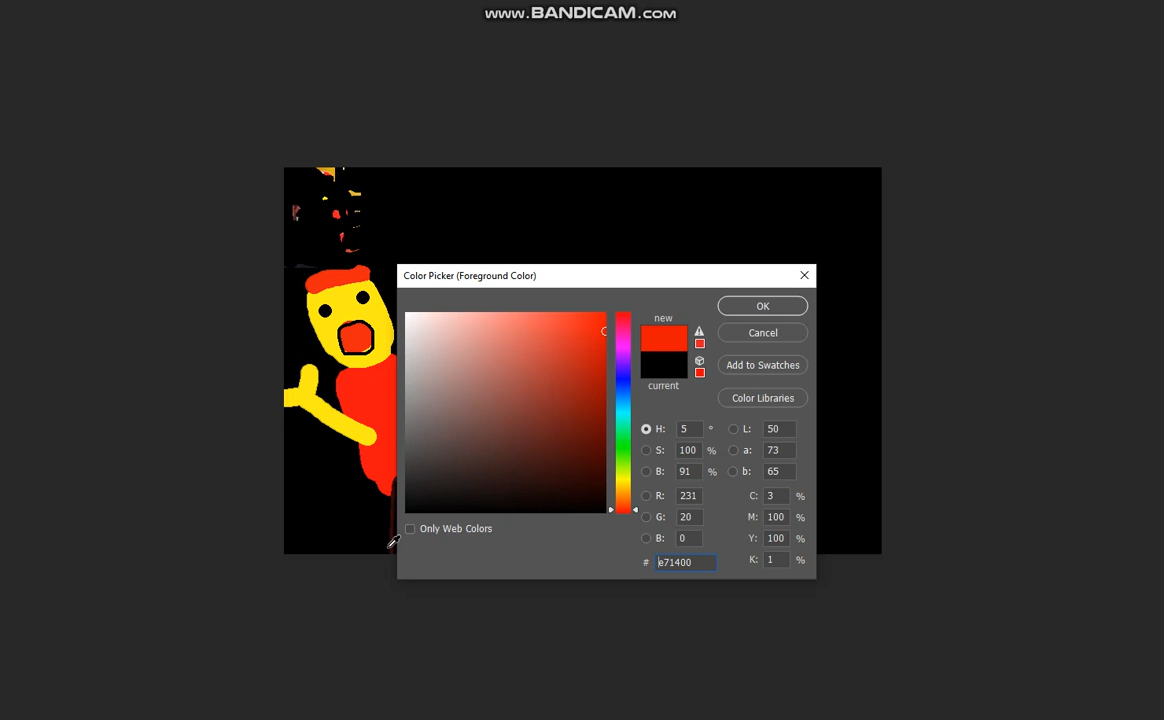 www.BANDICAM.com
Color Picker (Foreground Color)
new
current
OK
Cancel
Add to Swatches
Color Libraries
H: 5 °
S: 100 %
B: 91 %
R: 231
G: 20
B: 0
# e71400
L: 50
a: 73
b: 65
C: 3 %
M: 100 %
Y: 100 %
K: 1 %
Only Web Colors